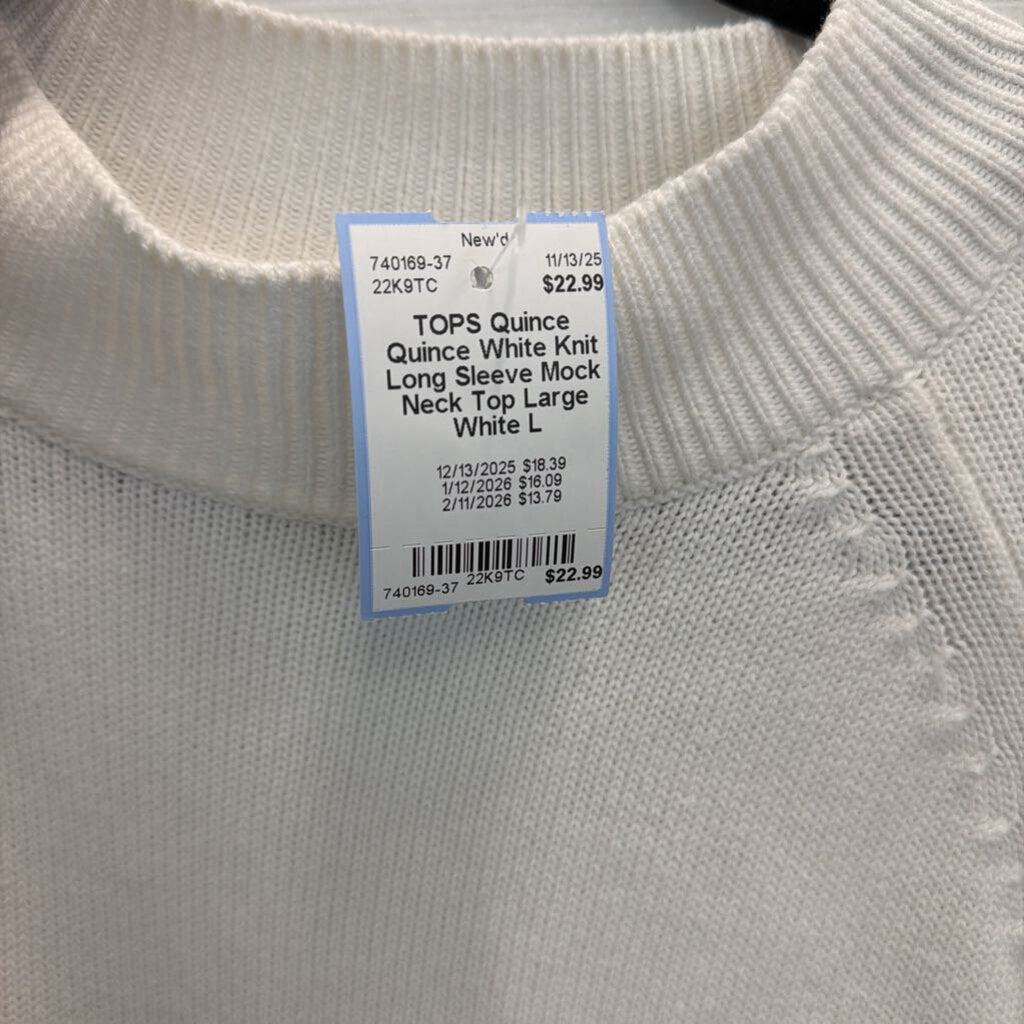 New'd
740169-37 11/13/25
22K9TC $22.99
TOPS Quince
Quince White Knit
Long Sleeve Mock
Neck Top Large
White L
12/13/2025 $18.39
1/12/2026 $16.09
2/11/2026 $13.79
740169-37 22K9TC $22.99